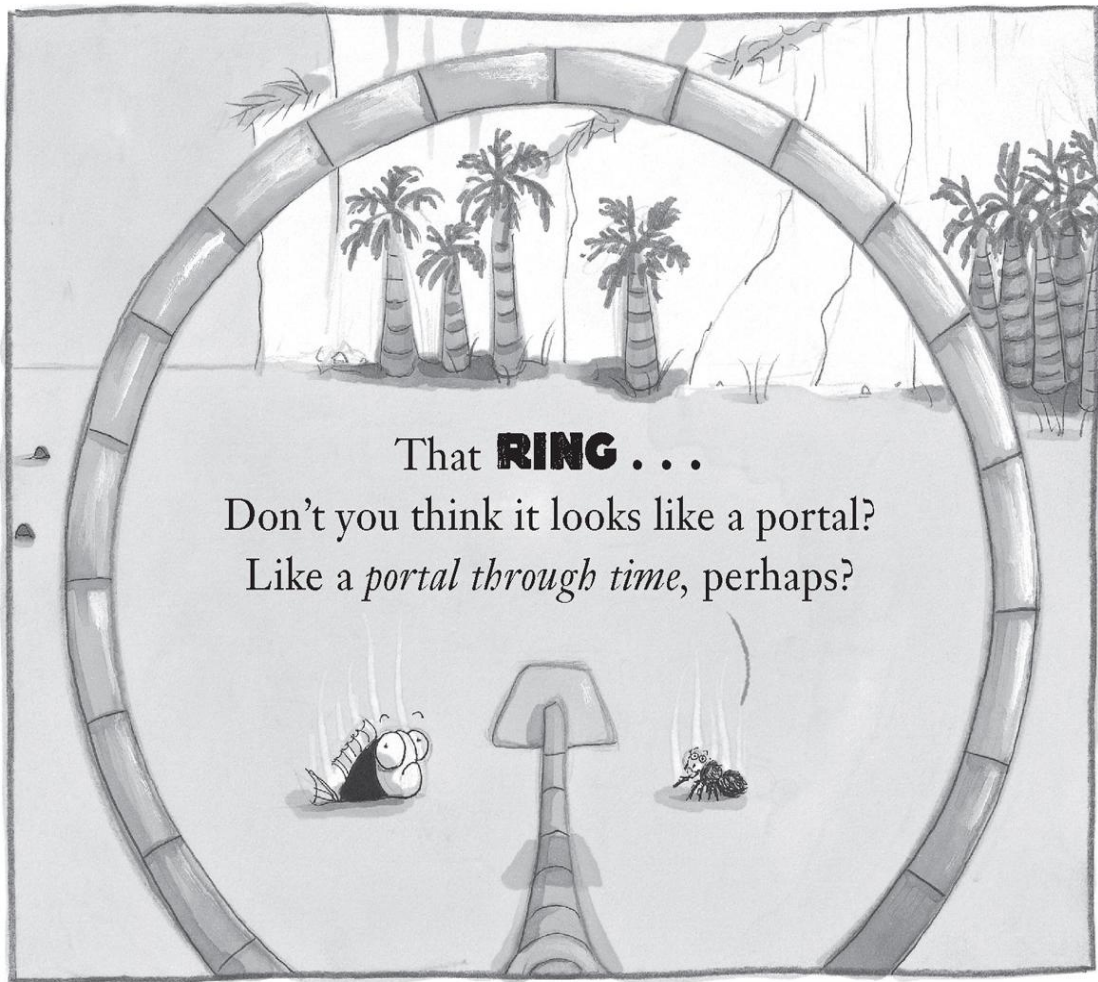 That RING . . .
Don’t you think it looks like a portal?
Like a portal through time, perhaps?